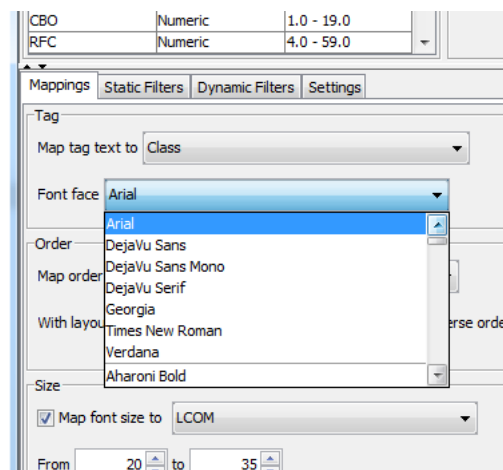 CBO Numeric 1.0 - 19.0
RFC Numeric 4.0 - 59.0
Mappings Static Filters Dynamic Filters Settings
Tag
Map tag text to Class
Font face Arial
Arial
DejaVu Sans
DejaVu Sans Mono
DejaVu Serif
Georgia
Times New Roman
Verdana
Aharoni Bold
Order
Map order
With layou erse orde
Size
Map font size to LCOM
From 20 to 35